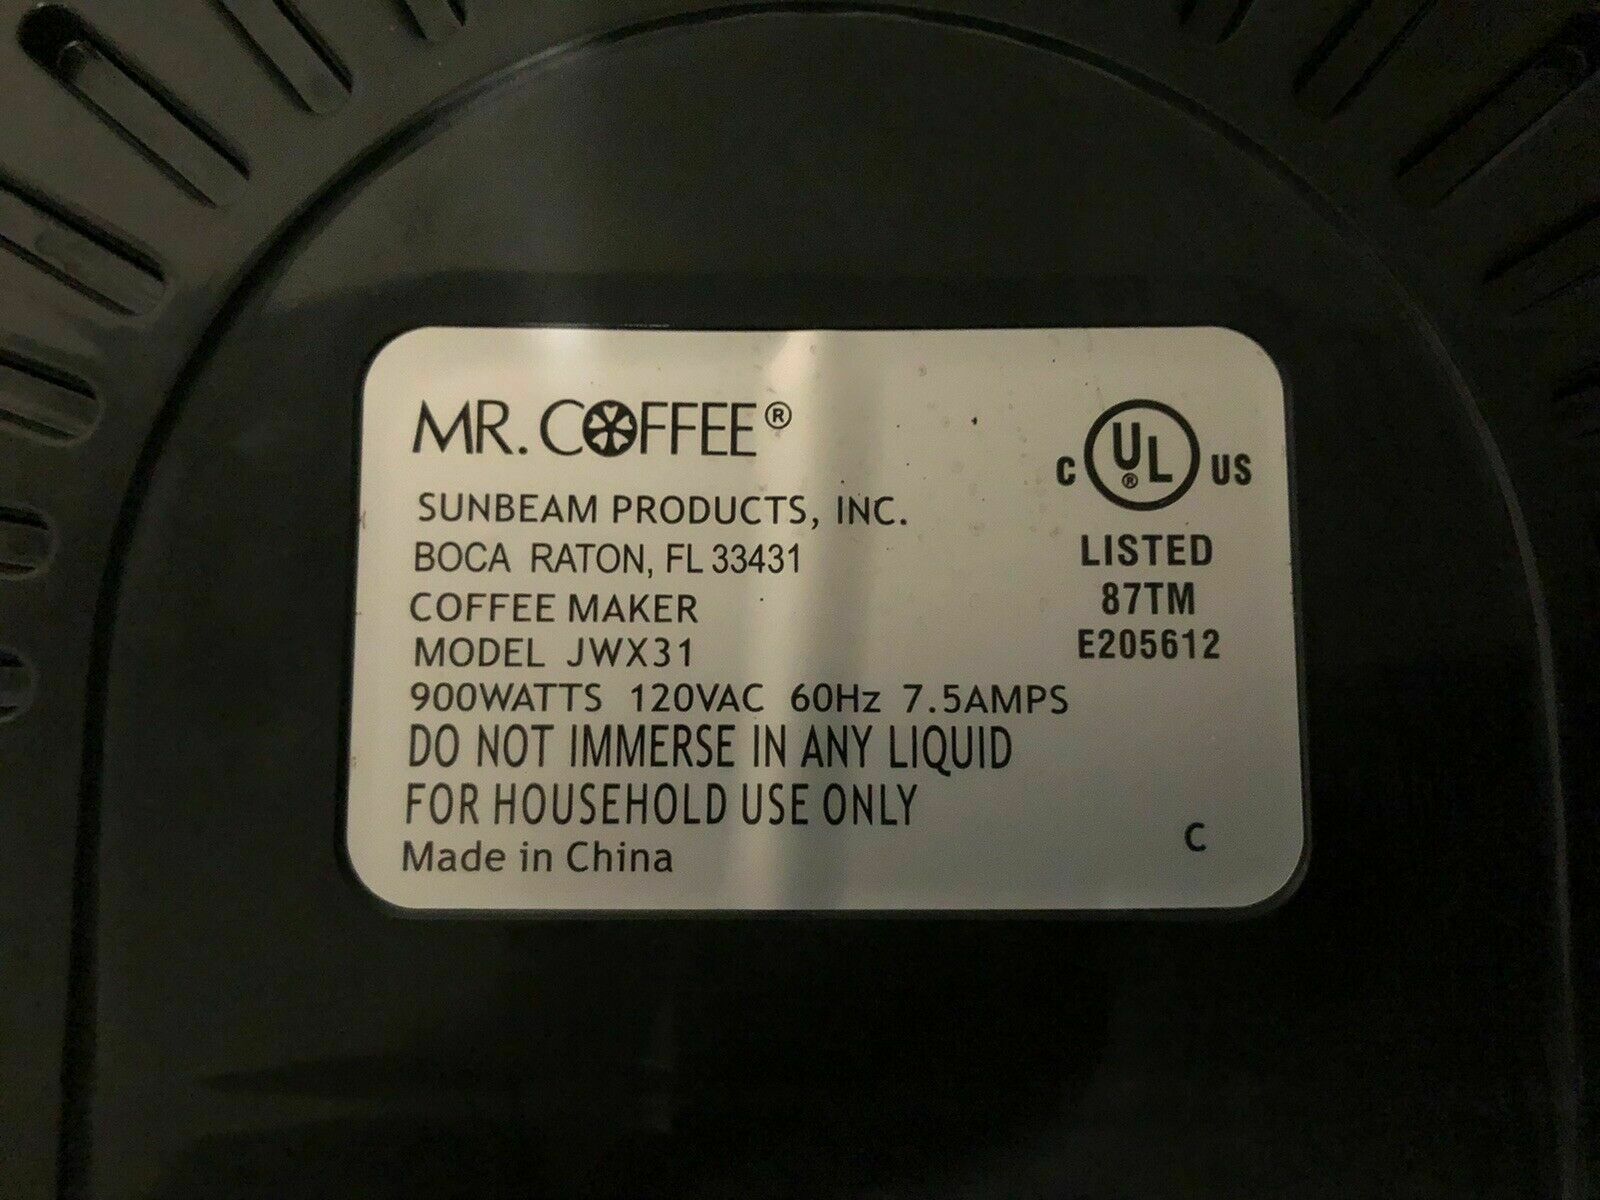 MR. COFFEE®
SUNBEAM PRODUCTS, INC.
BOCA RATON, FL 33431
COFFEE MAKER
MODEL JWX31
900WATTS 120VAC 60Hz 7.5AMPS
DO NOT IMMERSE IN ANY LIQUID
FOR HOUSEHOLD USE ONLY
Made in China
C UL® US
LISTED
87TM
E205612
C